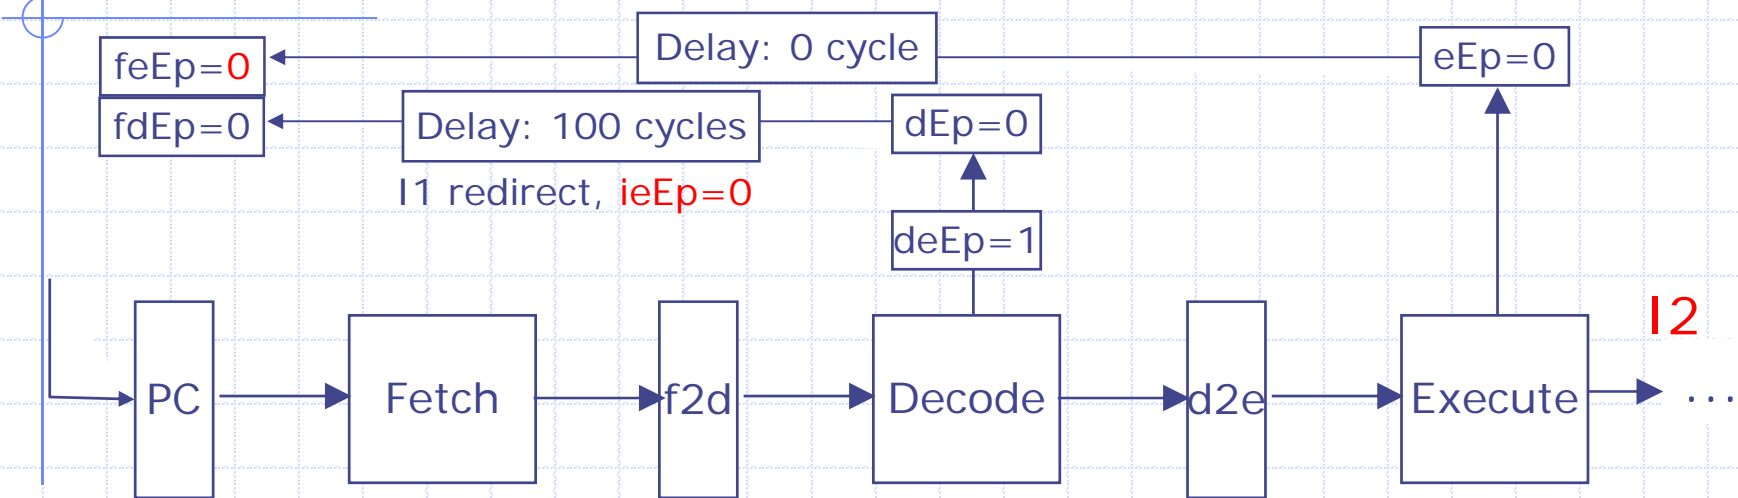 Delay: 0 cycle
feEp=0
eEp=0
fdEp=0
Delay: 100 cycles
dEp=0
I1 redirect, ieEp=0
deEp=1
I2
PC
Fetch
f2d
Decode
d2e
Execute
...